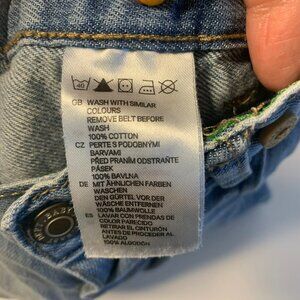 40
GB WASH WITH SIMILAR
COLOURS
REMOVE BELT BEFORE
WASH
100% COTTON
CZ PERTE S PODOBNÝMI
BARVAMI
PŘED PRANÍM ODSTRAŇTE
PÁSEK
100% BAVLNA
DE MIT ÄHNLICHEN FARBEN
WASCHEN
DEN GÜRTEL VOR DER
WÄSCHE ENTFERNEN
100% BAUMWOLLE
ES LAVAR CON PRENDAS DE
COLOR PARECIDO
RETIRAR EL CINTURÓN
ANTES DE PROCEDER AL
LAVADO
100% ALGODÓN